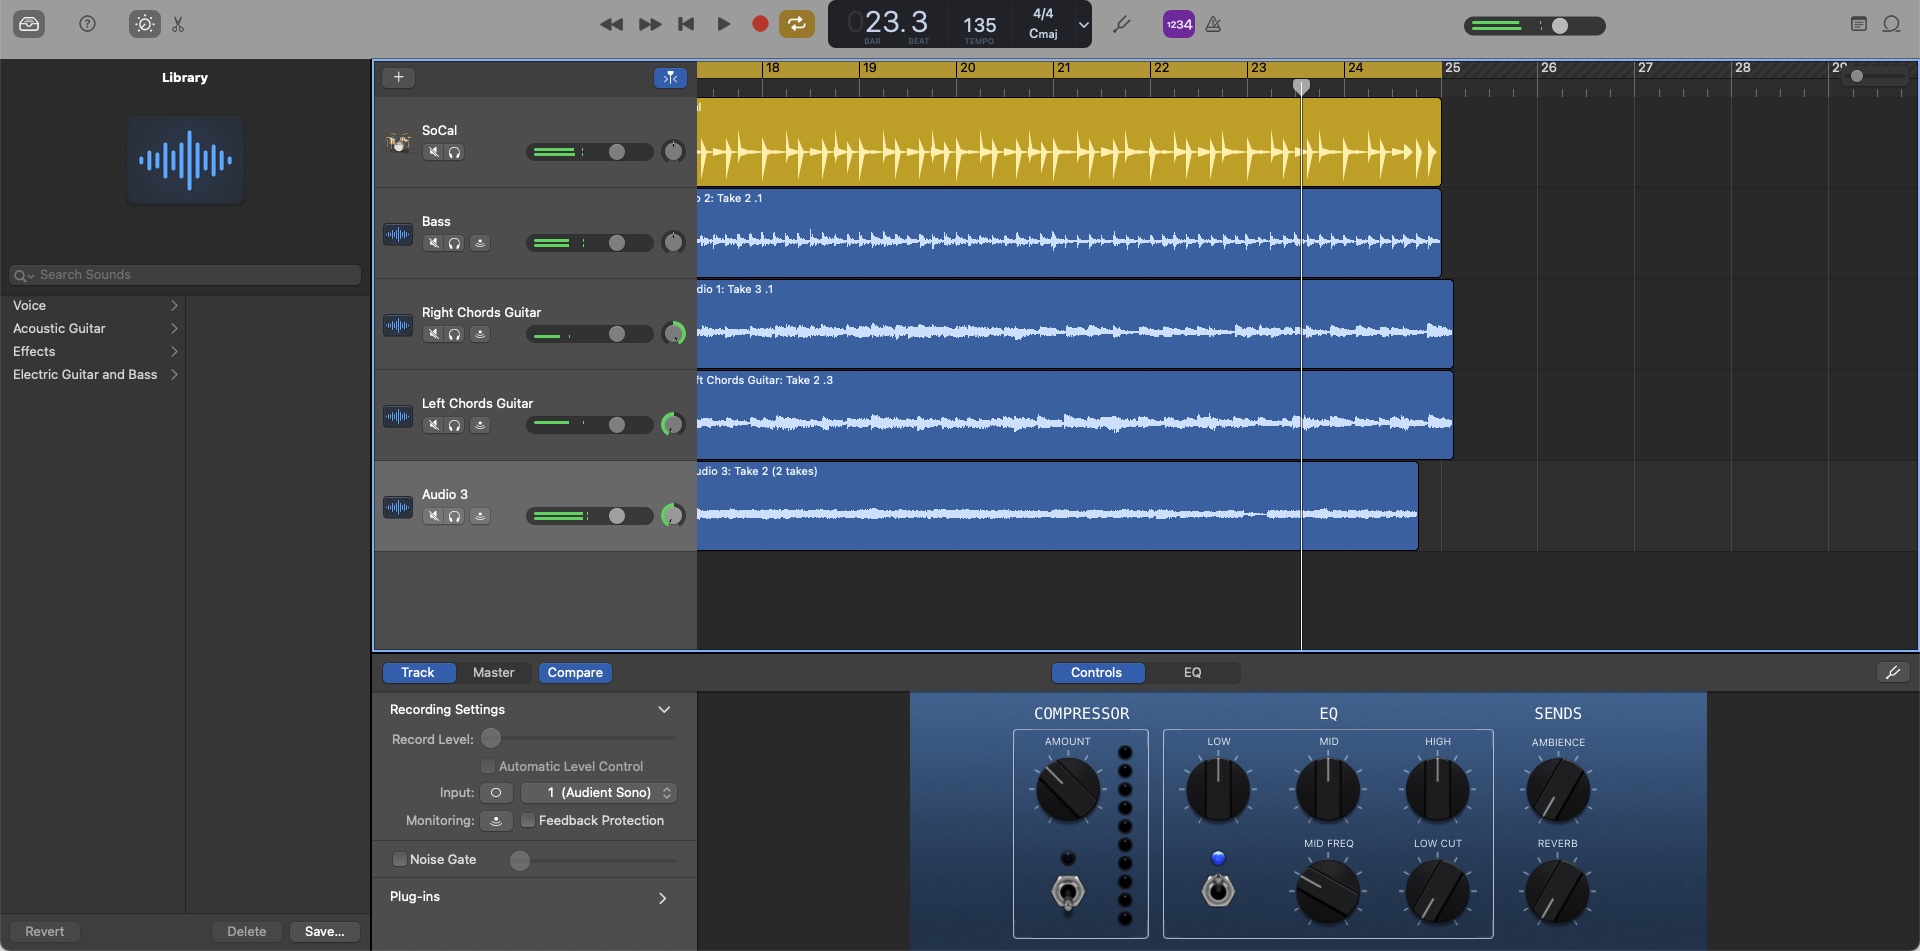 023.3
BAR
BEAT
135
TEMPO
4/4
Cmaj
1234
Library
Search Sounds
Voice
Acoustic Guitar
Effects
Electric Guitar and Bass
Revert
Delete
Save...
18
19
20
21
22
23
24
25
26
27
28
SoCal
Bass
2: Take 2 .1
Right Chords Guitar
dio 1: Take 3 .1
Left Chords Guitar
ft Chords Guitar: Take 2 .3
Audio 3
udio 3: Take 2 (2 takes)
Track
Master
Compare
Controls
EQ
Recording Settings
Record Level:
Automatic Level Control
Input:
1 (Audient Sono)
Monitoring:
Feedback Protection
Noise Gate
Plug-ins
COMPRESSOR
AMOUNT
EQ
LOW
MID
HIGH
MID FREQ
LOW CUT
SENDS
AMBIENCE
REVERB